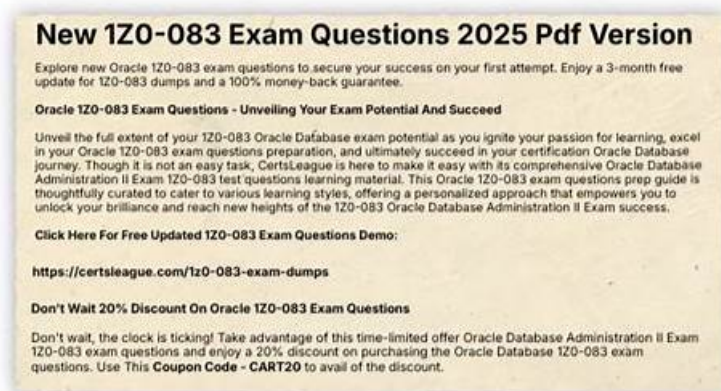 New 1Z0-083 Exam Questions 2025 Pdf Version
Explore new Oracle 1Z0-083 exam questions to secure your success on your first attempt. Enjoy a 3-month free
update for 1Z0-083 dumps and a 100% money-back guarantee.
Oracle 1Z0-083 Exam Questions - Unveiling Your Exam Potential And Succeed
Unveil the full extent of your 1Z0-083 Oracle Database exam potential as you ignite your passion for learning, excel
in your Oracle 1Z0-083 exam questions preparation, and ultimately succeed in your certification Oracle Database
journey. Though it is not an easy task, CertsLeague is here to make it easy with its comprehensive Oracle Database
Administration II Exam 1Z0-083 test questions learning material. This Oracle 1Z0-083 exam questions prep guide is
thoughtfully curated to cater to various learning styles, offering a personalized approach that empowers you to
unlock your brilliance and reach new heights of the 1Z0-083 Oracle Database Administration II Exam success.
Click Here For Free Updated 1Z0-083 Exam Questions Demo:
https://certsleague.com/1z0-083-exam-dumps
Don't Wait 20% Discount On Oracle 1Z0-083 Exam Questions
Don't wait, the clock is ticking! Take advantage of this time-limited offer Oracle Database Administration II Exam
1Z0-083 exam questions and enjoy a 20% discount on purchasing the Oracle Database 1Z0-083 exam
questions. Use This Coupon Code - CART20 to avail of the discount.